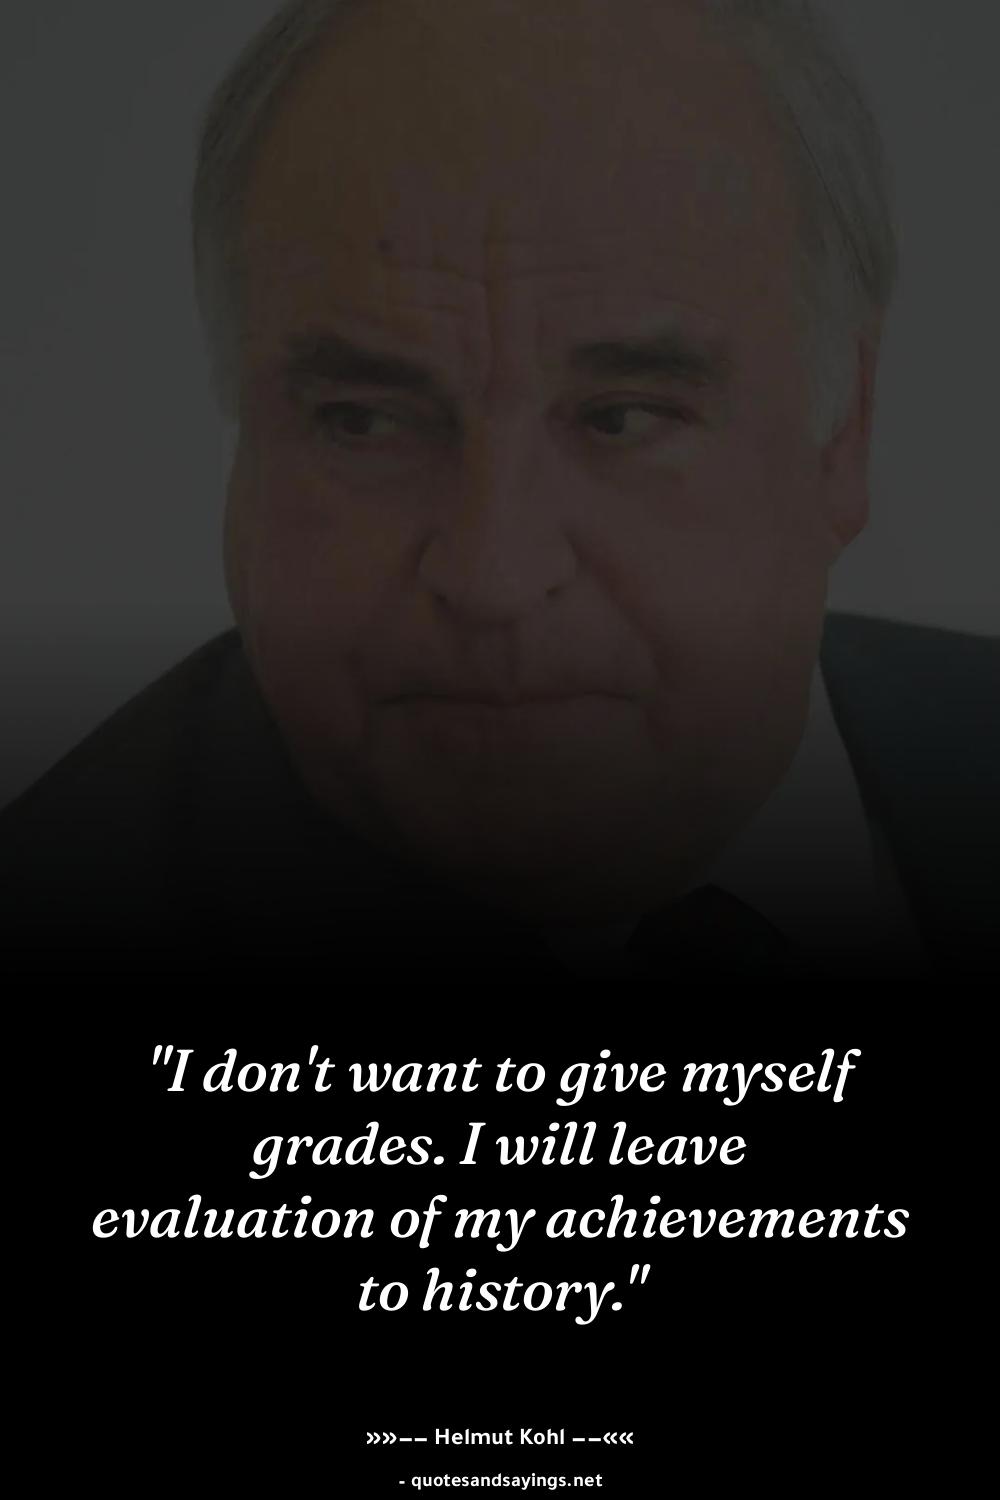 "I don't want to give myself
grades. I will leave
evaluation of my achievements
to history."
»»–– Helmut Kohl ––««
- quotesandsayings.net